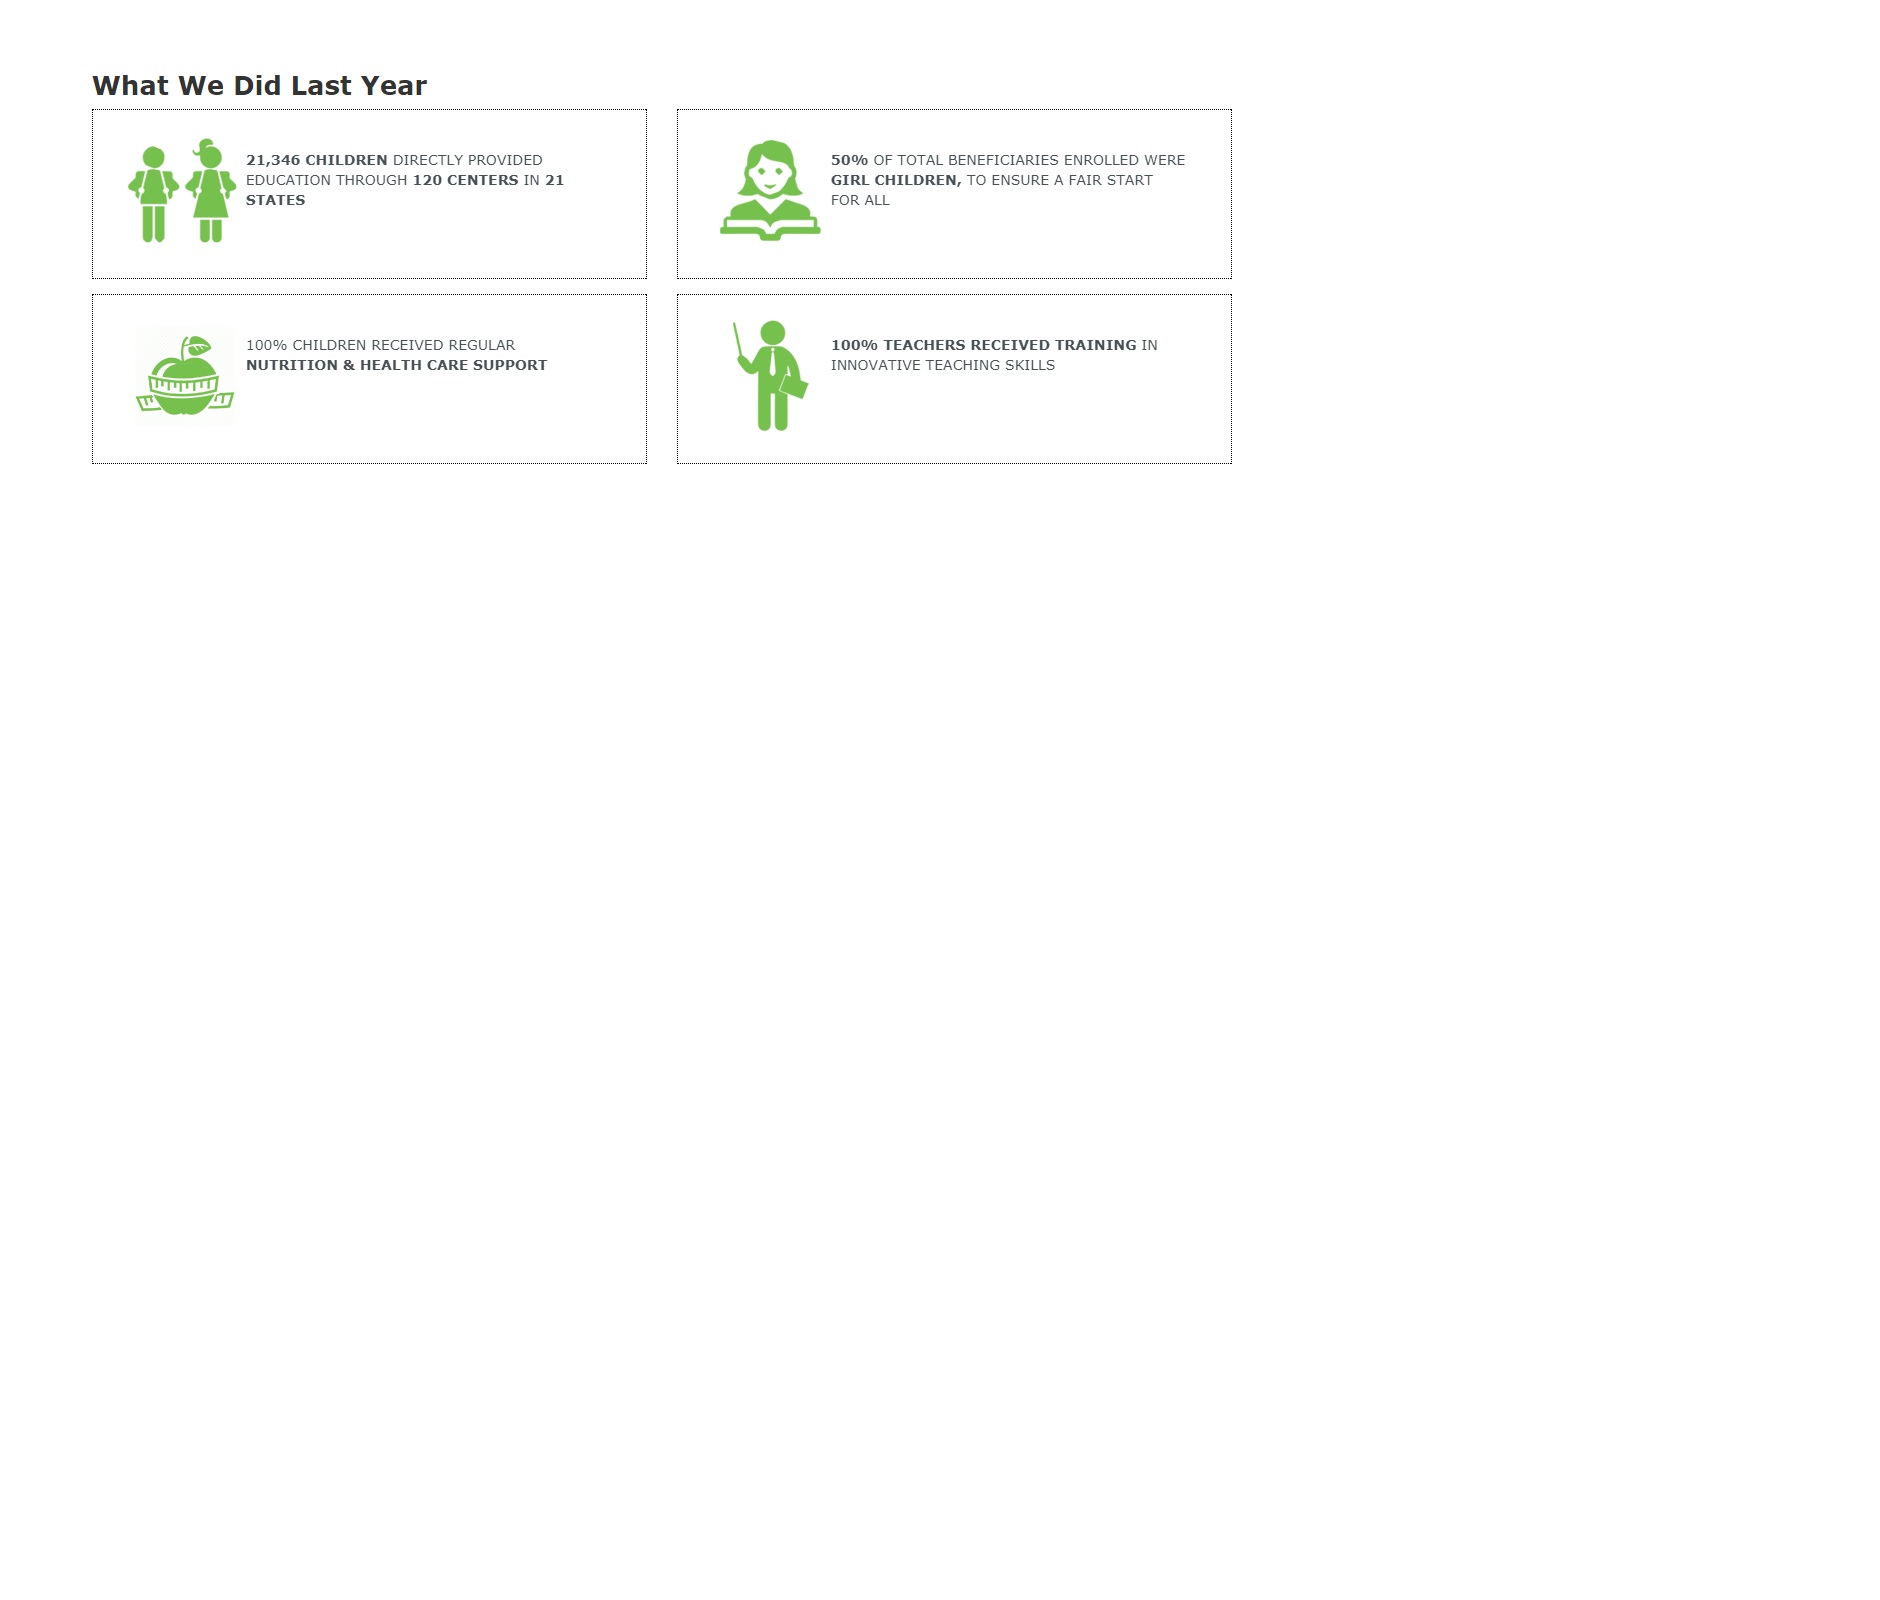 What We Did Last Year
21,346 CHILDREN DIRECTLY PROVIDED
EDUCATION THROUGH 120 CENTERS IN 21
STATES
50% OF TOTAL BENEFICIARIES ENROLLED WERE
GIRL CHILDREN, TO ENSURE A FAIR START
FOR ALL
100% CHILDREN RECEIVED REGULAR
NUTRITION & HEALTH CARE SUPPORT
100% TEACHERS RECEIVED TRAINING IN
INNOVATIVE TEACHING SKILLS